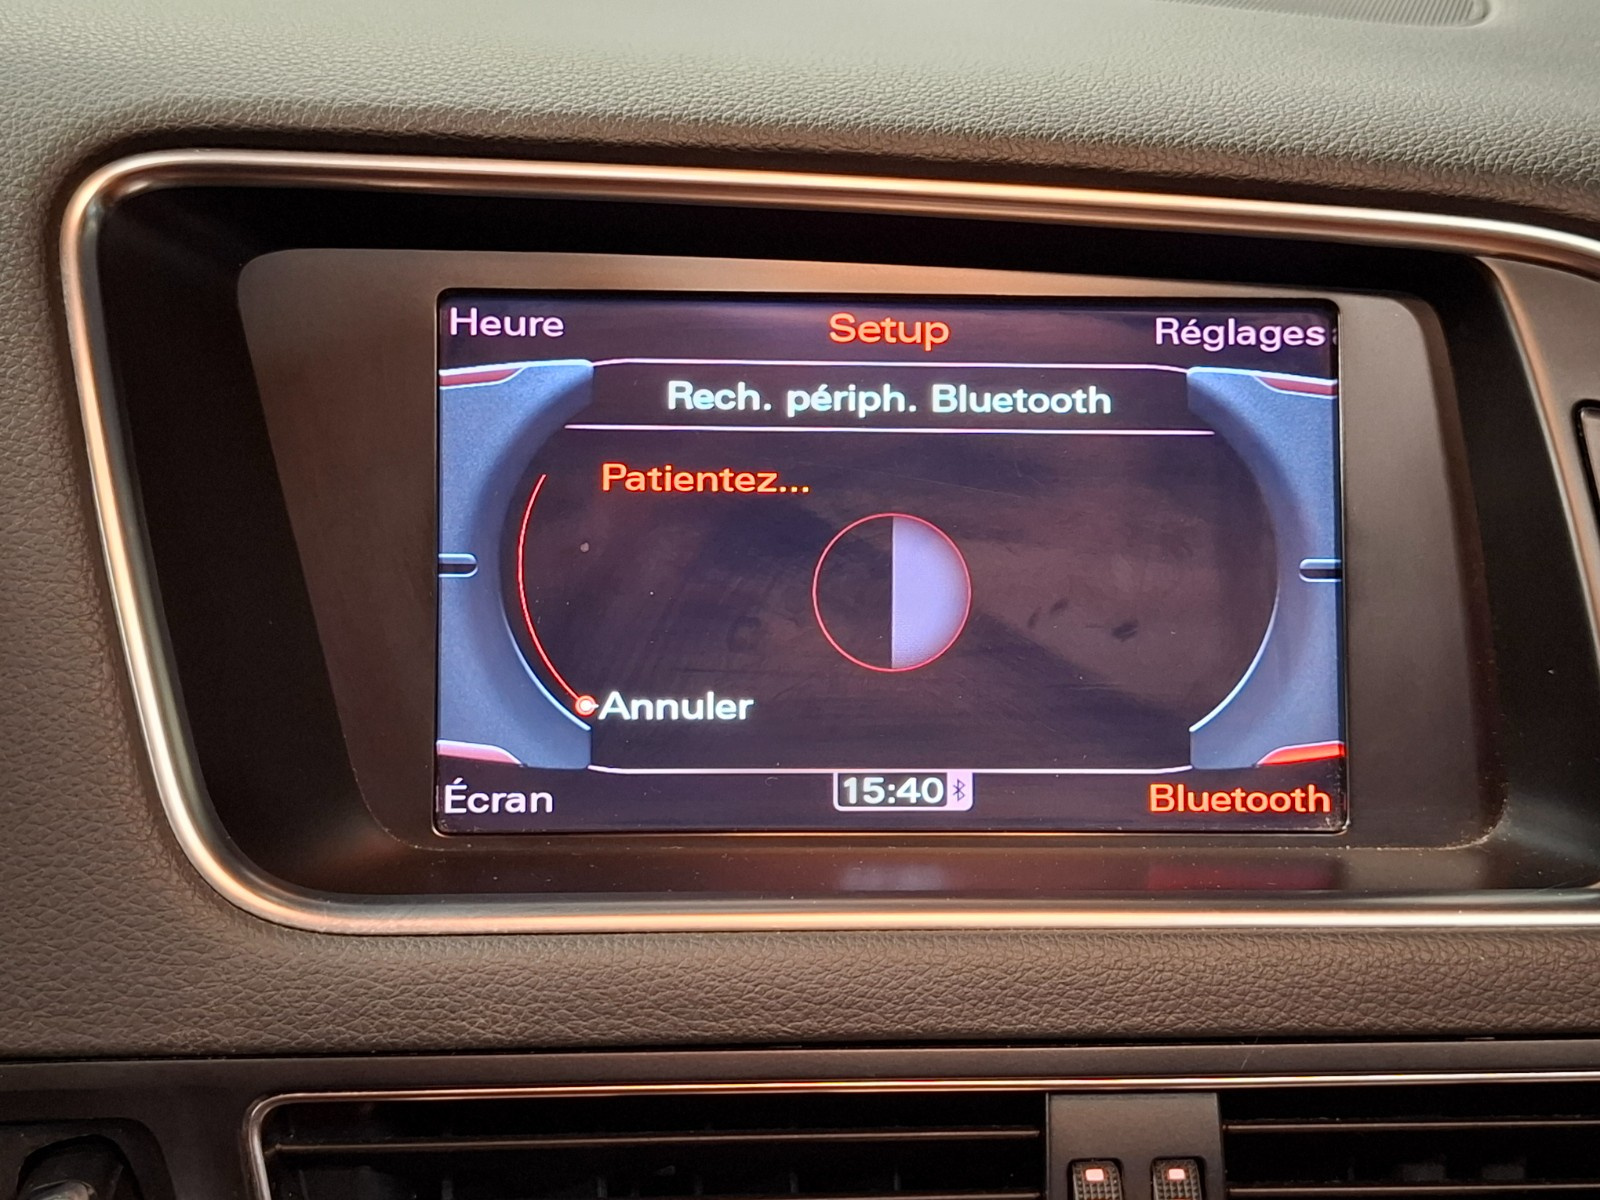 Heure
Setup
Réglages
Rech. périph. Bluetooth
Patientez...
Annuler
Écran
15:40
Bluetooth